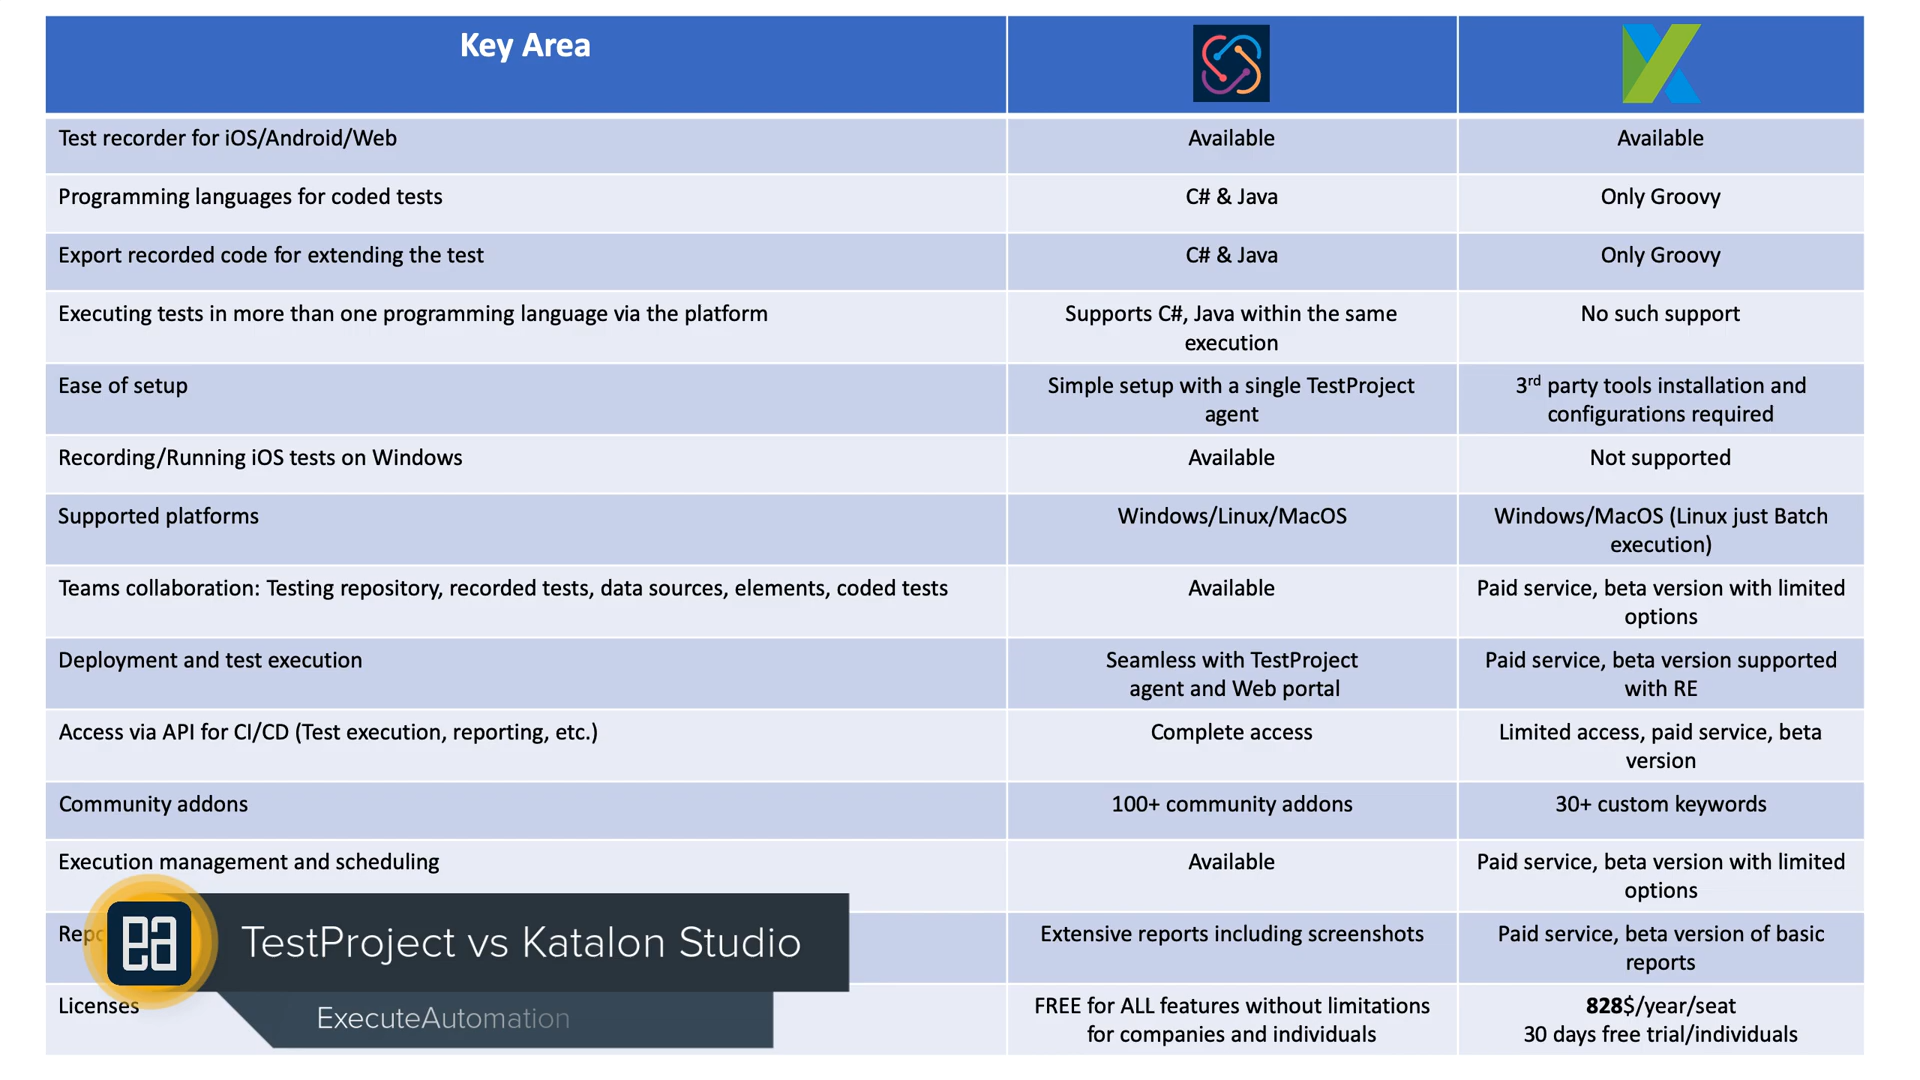 Key Area
Test recorder for iOS/Android/Web
Available
Available
Programming languages for coded tests
C# & Java
Only Groovy
Export recorded code for extending the test
C# & Java
Only Groovy
Executing tests in more than one programming language via the platform
Supports C#, Java within the same
execution
No such support
Ease of setup
Simple setup with a single TestProject
agent
3rd party tools installation and
configurations required
Recording/Running iOS tests on Windows
Available
Not supported
Supported platforms
Windows/Linux/MacOS
Windows/MacOS (Linux just Batch
execution)
Teams collaboration: Testing repository, recorded tests, data sources, elements, coded tests
Available
Paid service, beta version with limited
options
Deployment and test execution
Seamless with TestProject
agent and Web portal
Paid service, beta version supported
with RE
Access via API for CI/CD (Test execution, reporting, etc.)
Complete access
Limited access, paid service, beta
version
Community addons
100+ community addons
30+ custom keywords
Execution management and scheduling
Available
Paid service, beta version with limited
options
Extensive reports including screenshots
Paid service, beta version of basic
reports
Licenses
FREE for ALL features without limitations
for companies and individuals
828$/year/seat
30 days free trial/individuals
ea
TestProject vs Katalon Studio
ExecuteAutomation